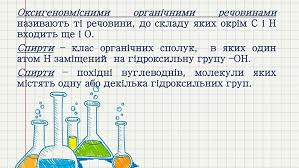 Оксигеновмісними органічними речовинами
називають ті речовини, до складу яких окрім С і Н
входить ще і О.
Спирти – клас органічних сполук, в яких один
атом Н заміщений на гідроксильну групу –ОН.
Спирти – похідні вуглеводнів, молекули яких
містять одну або декілька гідроксильних груп.